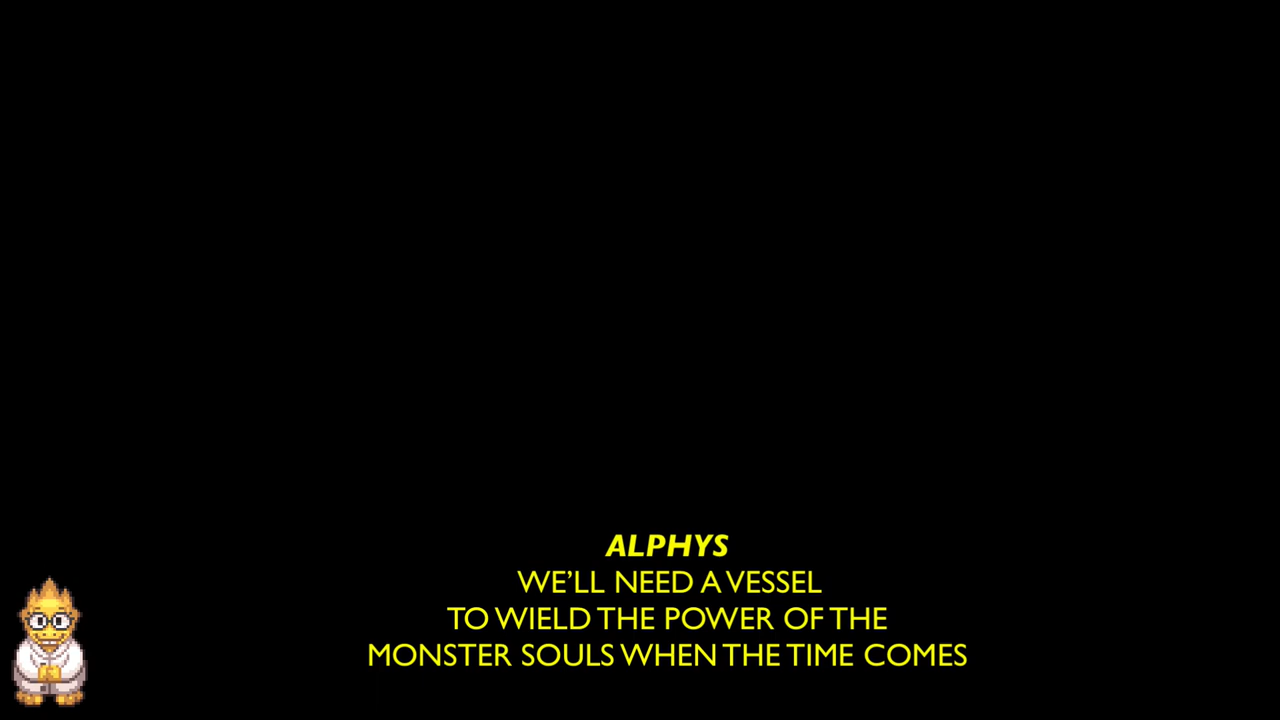 ALPHYS
WE’LL NEED A VESSEL
TO WIELD THE POWER OF THE
MONSTER SOULS WHEN THE TIME COMES